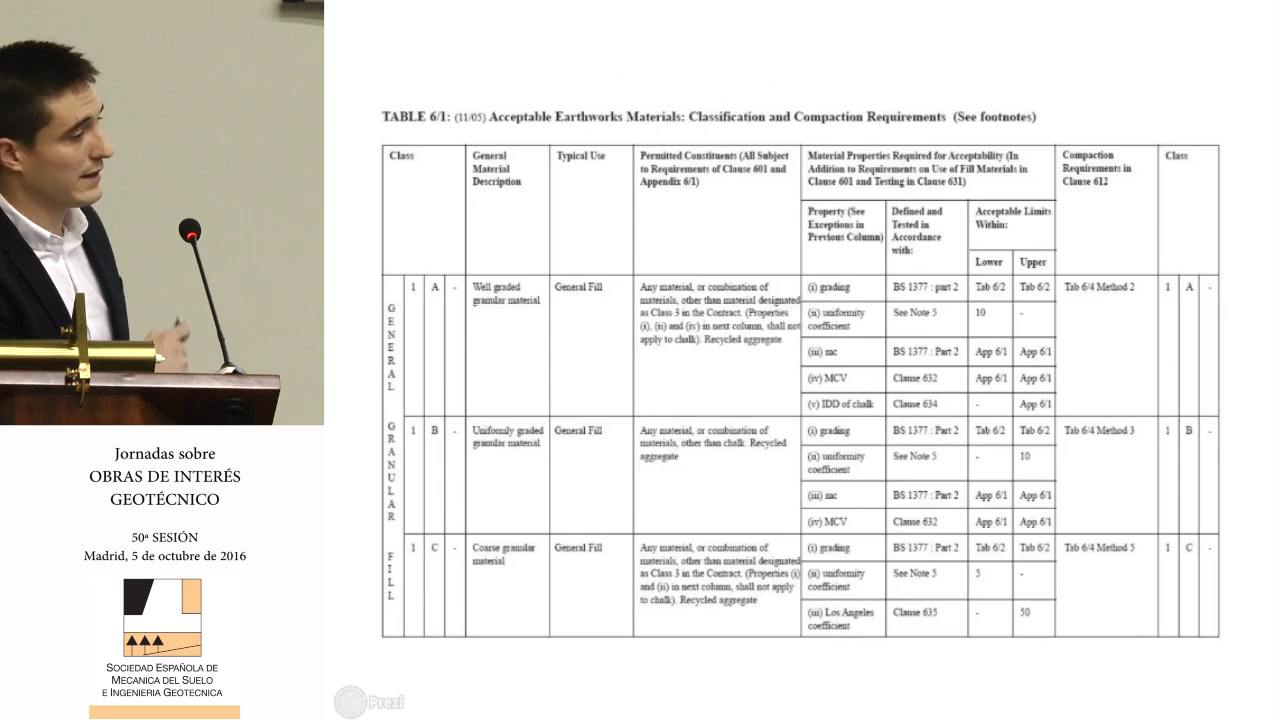 Jornadas sobre
OBRAS DE INTERÉS
GEOTÉCNICO
50ª SESIÓN
Madrid, 5 de octubre de 2016
SOCIEDAD ESPAÑOLA DE
MECANICA DEL SUELO
E INGENIERIA GEOTECNICA
TABLE 6/1: (11/05) Acceptable Earthworks Materials: Classification and Compaction Requirements (See footnotes)
Class
General
Material
Description
Typical Use
Permitted Constituents (All Subject
to Requirements of Clause 601 and
Appendix 6/1)
Material Properties Required for Acceptability (In
Addition to Requirements on Use of Fill Materials in
Clause 601 and Testing in Clause 631)
Compaction
Requirements in
Clause 612
Class
Property (See
Exceptions in
Previous Column)
Defined and
Tested in
Accordance
with:
Acceptable Limits
Within:
Lower
Upper
GENERAL
GRANULAR
FILL
1 A -
Well graded
granular material
General Fill
Any material, or combination of
materials, other than material designated
as Class 3 in the Contract. (Properties
(i), (ii) and (iv) in next column, shall not
apply to chalk). Recycled aggregate
(i) grading BS 1377 : part 2 Tab 6/2 Tab 6/2
(ii) uniformity
coefficient
See Note 5 10 -
(iii) mc BS 1377 : Part 2 App 6/1 App 6/1
(iv) MCV Clause 632 App 6/1 App 6/1
(v) IDD of chalk Clause 634 - App 6/1
Tab 6/4 Method 2
1 A -
1 B -
Uniformly graded
granular material
General Fill
Any material, or combination of
materials, other than chalk. Recycled
aggregate
(i) grading BS 1377 : Part 2 Tab 6/2 Tab 6/2
(ii) uniformity
coefficient
See Note 5 - 10
(iii) mc BS 1377 : Part 2 App 6/1 App 6/1
(iv) MCV Clause 632 App 6/1 App 6/1
Tab 6/4 Method 3
1 B -
1 C -
Coarse granular
material
General Fill
Any material, or combination of
materials, other than material designated
as Class 3 in the Contract. (Properties (i)
and (ii) in next column, shall not apply
to chalk). Recycled aggregate
(i) grading BS 1377 : Part 2 Tab 6/2 Tab 6/2
(ii) uniformity
coefficient
See Note 5 5 -
(iii) Los Angeles
coefficient
Clause 635 - 50
Tab 6/4 Method 5
1 C -
Prezi